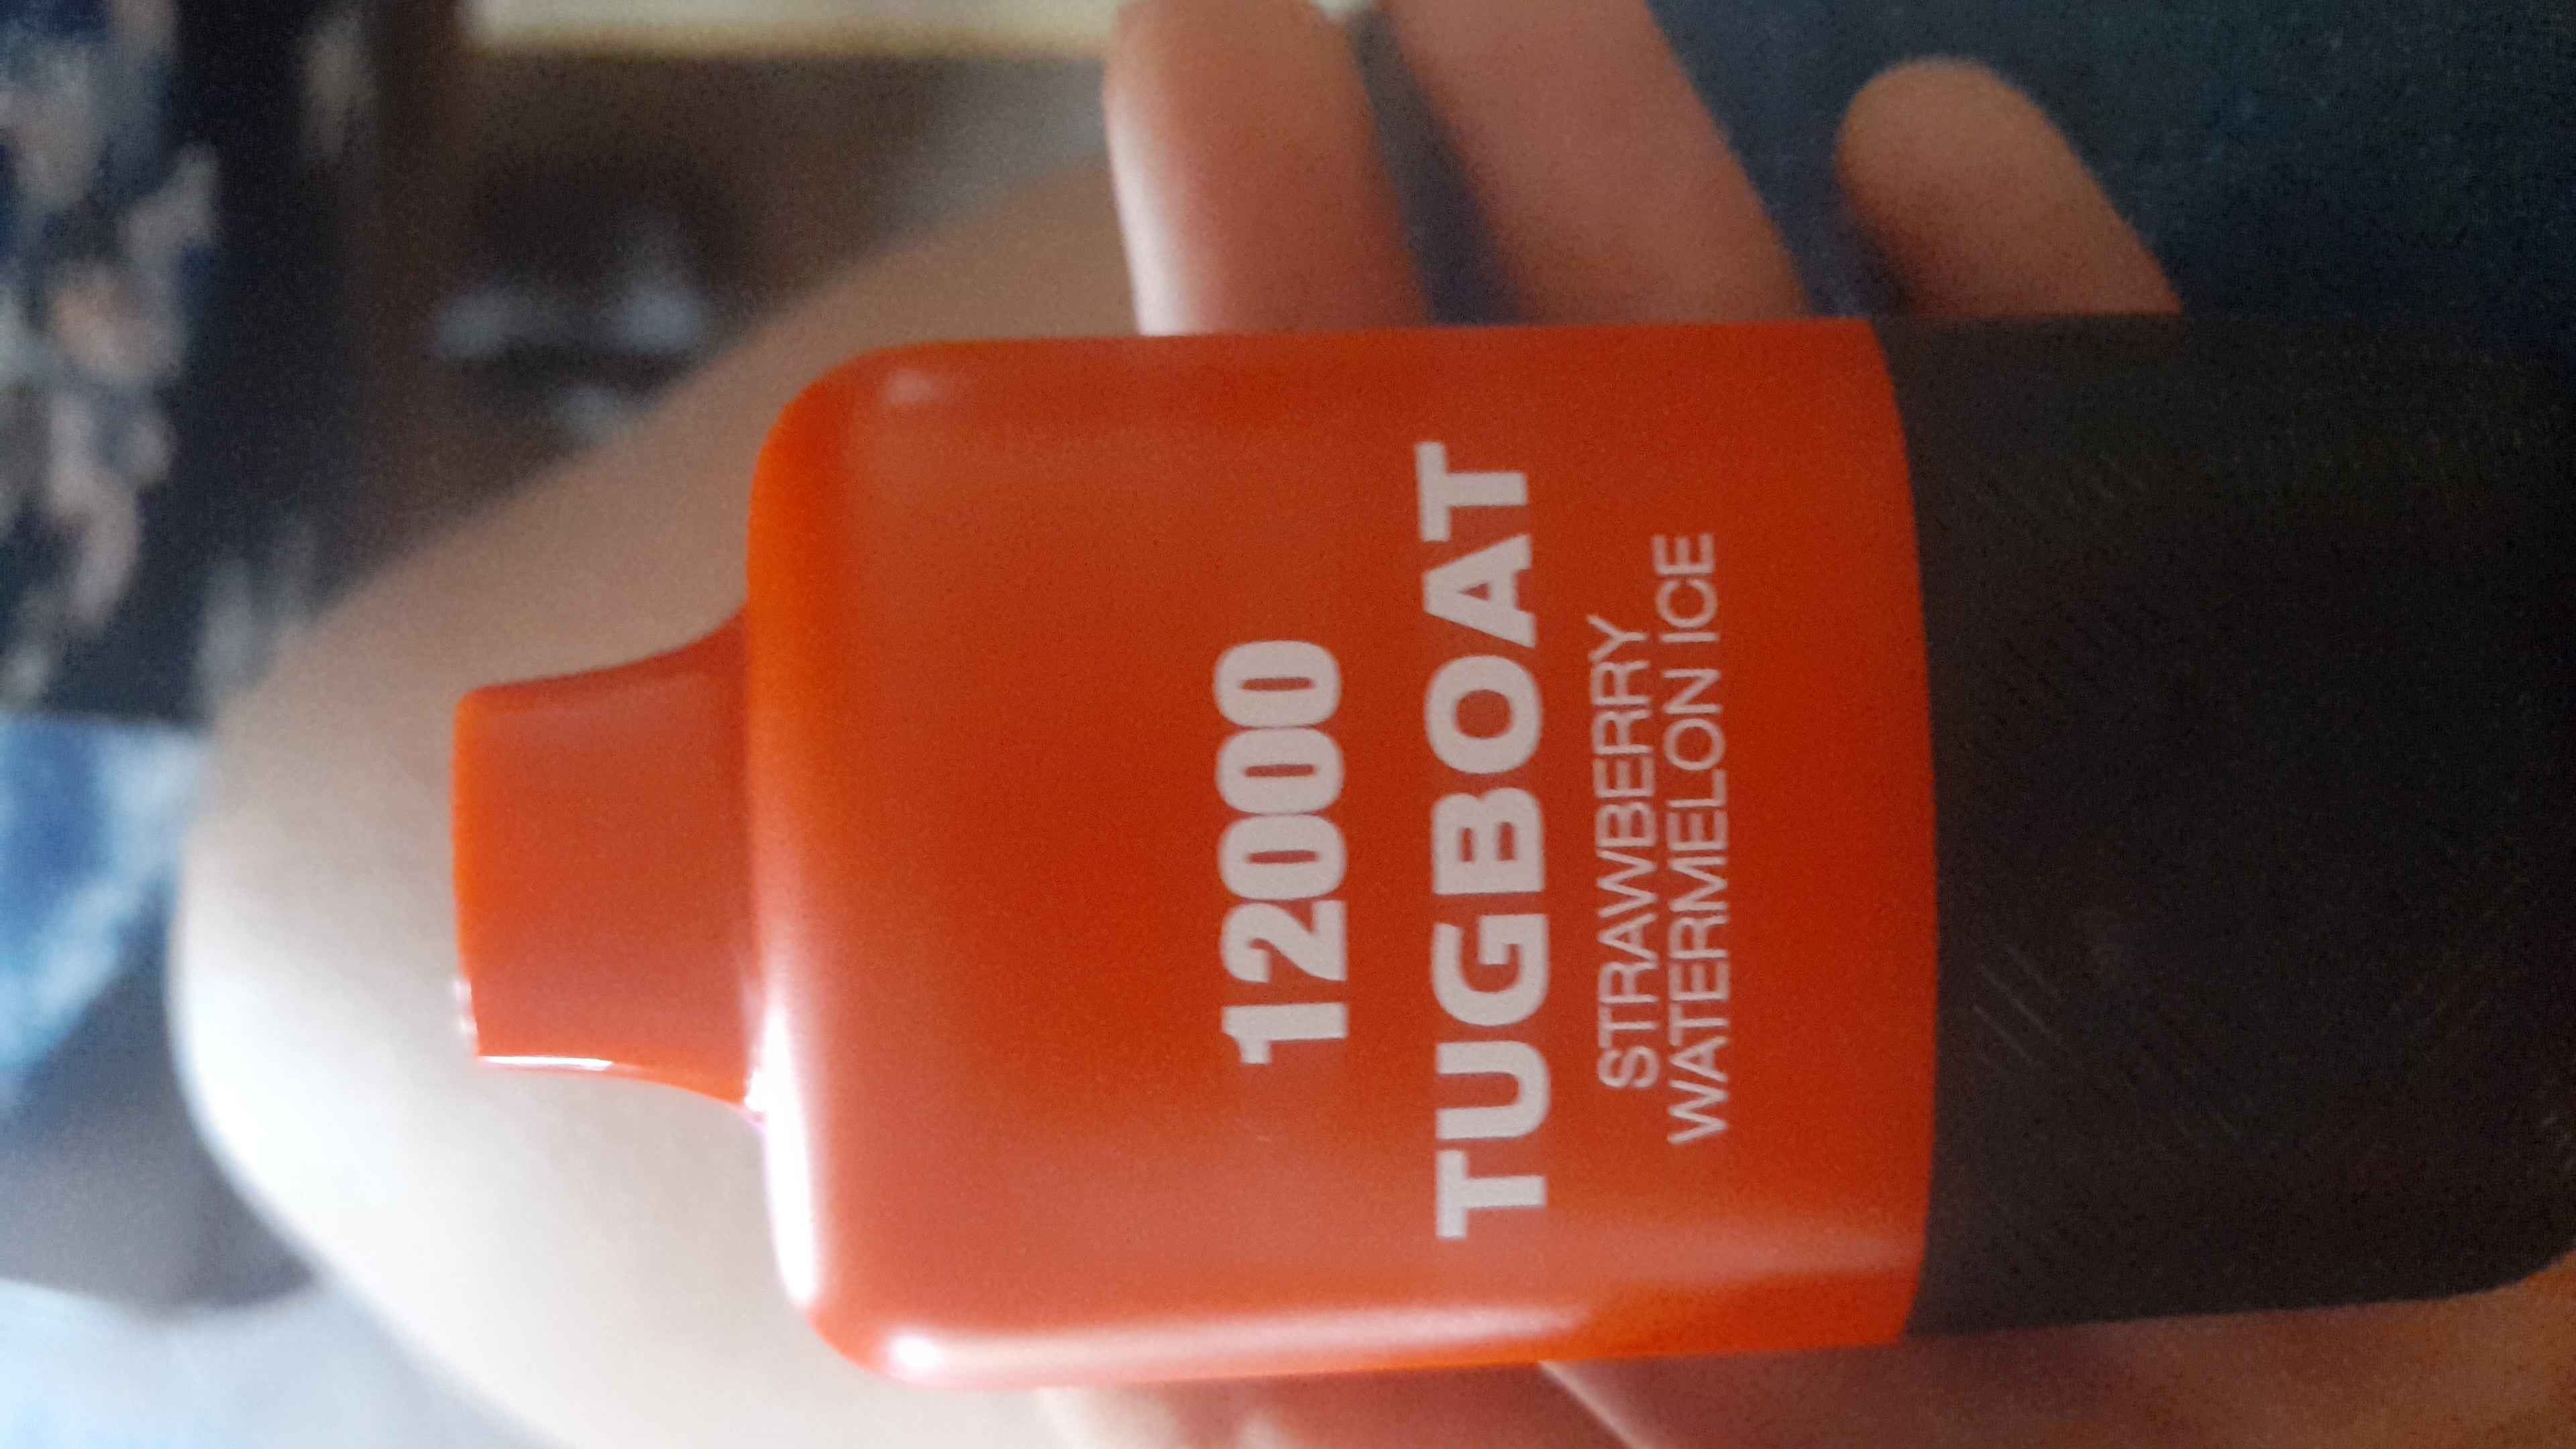 12000
TUGBOAT
STRAWBERRY
WATERMELON ICE